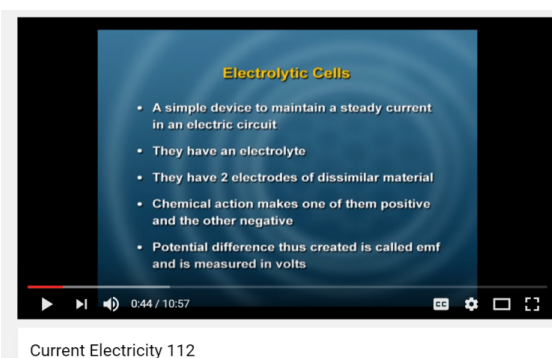 Electrolytic Cells
• A simple device to maintain a steady current
in an electric circuit
• They have an electrolyte
• They have 2 electrodes of dissimilar material
• Chemical action makes one of them positive
and the other negative
• Potential difference thus created is called emf
and is measured in volts
0:44 / 10:57
CC
Current Electricity 112